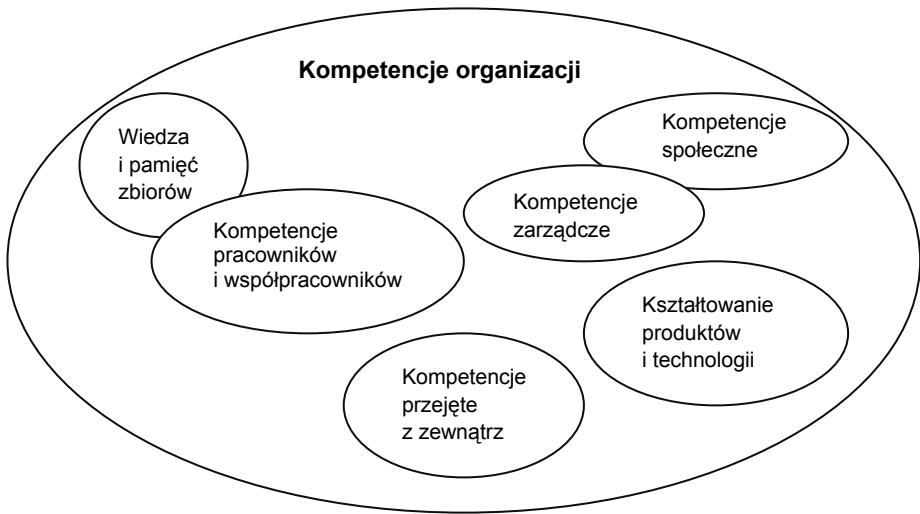 Kompetencje organizacji
Wiedza
i pamięć
zbiorów
Kompetencje
społeczne
Kompetencje
zarządcze
Kompetencje
pracowników
i współpracowników
Kształtowanie
produktów
i technologii
Kompetencje
przejęte
z zewnątrz